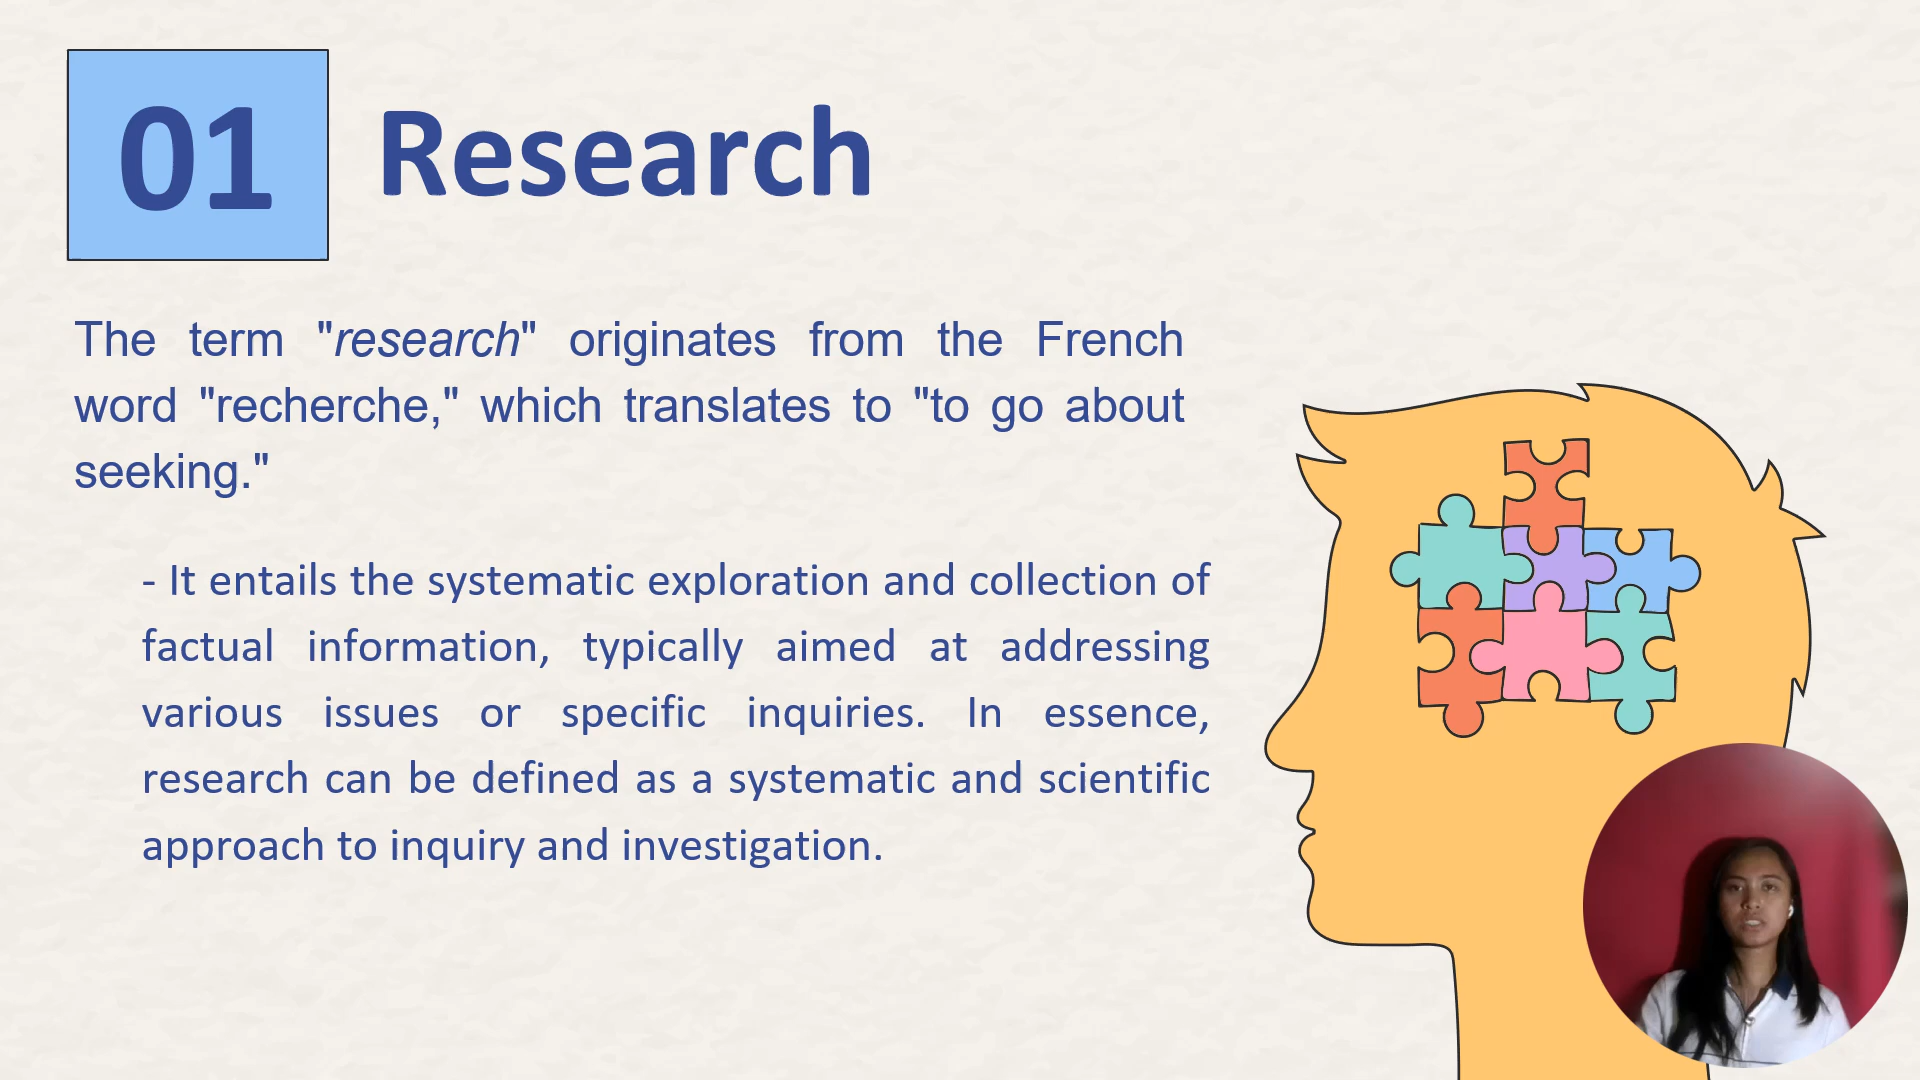 01
Research
The term "research" originates from the French
word "recherche," which translates to "to go about
seeking."
- It entails the systematic exploration and collection of
factual information, typically aimed at addressing
various issues or specific inquiries. In essence,
research can be defined as a systematic and scientific
approach to inquiry and investigation.